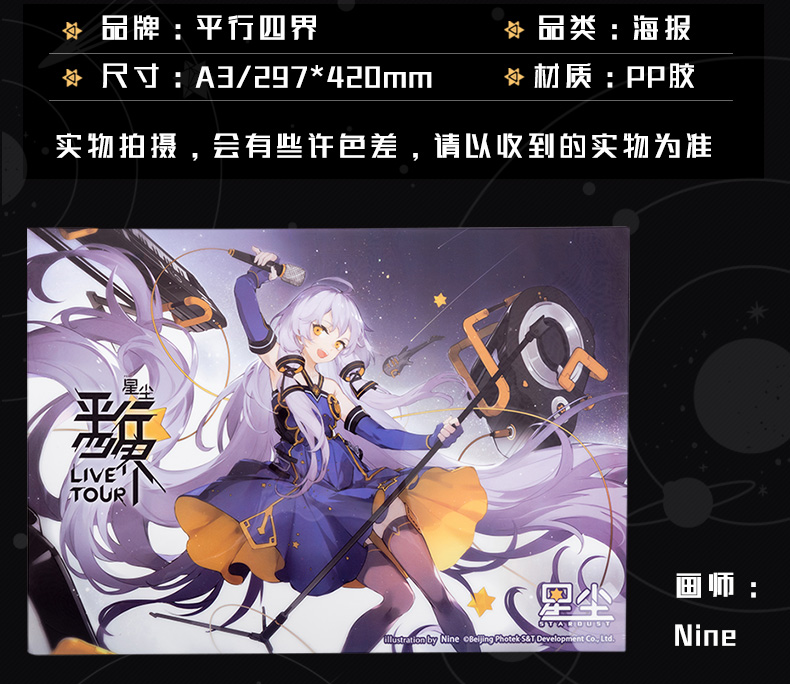 品牌：平行四界
品类：海报
尺寸：A3/297*420mm
材质：PP胶
实物拍摄，会有些许色差，请以收到的实物为准
星尘
平行四界
LIVE
TOUR
星尘
STARDUST
illustration by Nine ©Beijing Photek S&T Development Co., Ltd.
画师：
Nine